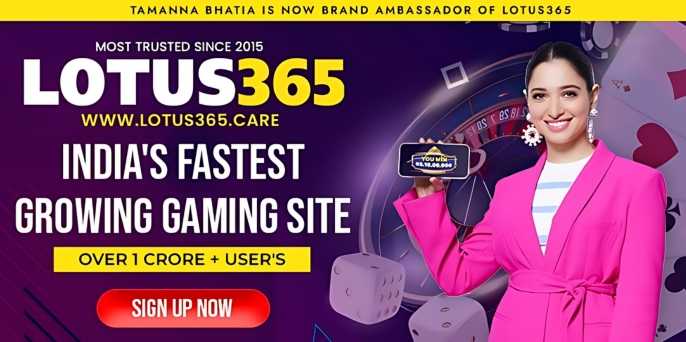 TAMANNA BHATIA IS NOW BRAND AMBASSADOR OF LOTUS365
MOST TRUSTED SINCE 2015
LOTUS365
WWW.LOTUS365.CARE
INDIA'S FASTEST
GROWING GAMING SITE
OVER 1 CRORE + USER'S
SIGN UP NOW
YOU WIN